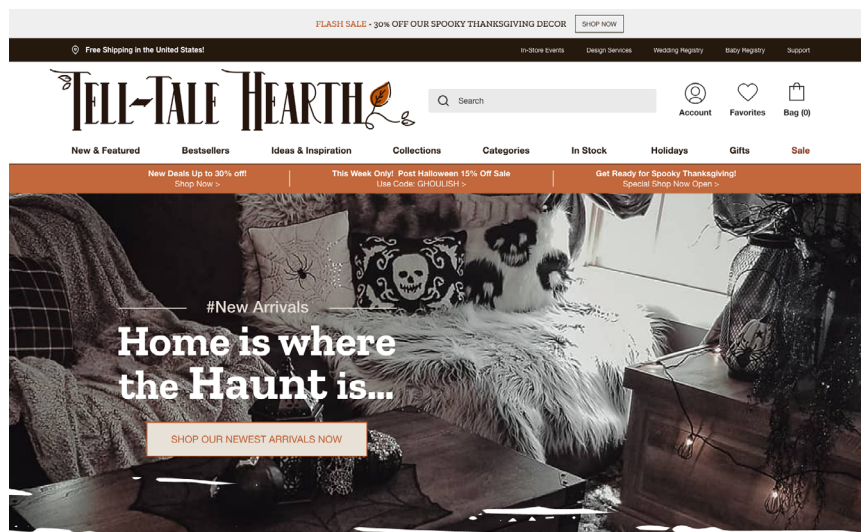 FLASH SALE - 30% OFF OUR SPOOKY THANKSGIVING DECOR SHOP NOW
Free Shipping in the United States! In-Store Events Design Services Wedding Registry Baby Registry Support
TELL-TALE HEARTH
Search
Account Favorites Bag (0)
New & Featured Bestsellers Ideas & Inspiration Collections Categories In Stock Holidays Gifts Sale
New Deals Up to 30% off! This Week Only! Post Halloween 15% Off Sale Get Ready for Spooky Thanksgiving!
Shop Now > Use Code: GHOULISH > Special Shop Now Open >
#New Arrivals
Home is where
the Haunt is...
SHOP OUR NEWEST ARRIVALS NOW